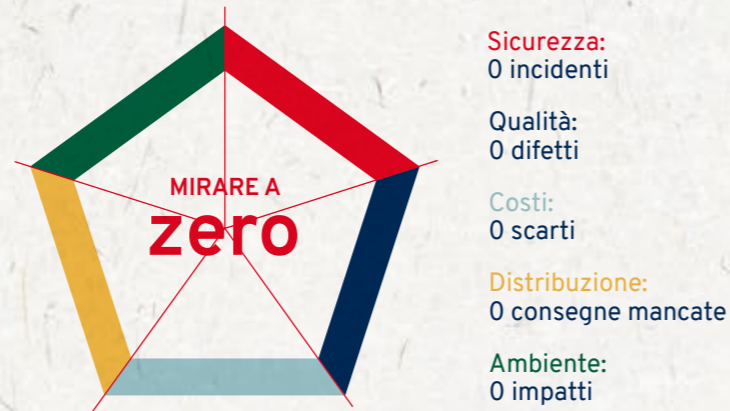 MIRARE A
zero
Sicurezza:
0 incidenti
Qualità:
0 difetti
Costi:
0 scarti
Distribuzione:
0 consegne mancate
Ambiente:
0 impatti